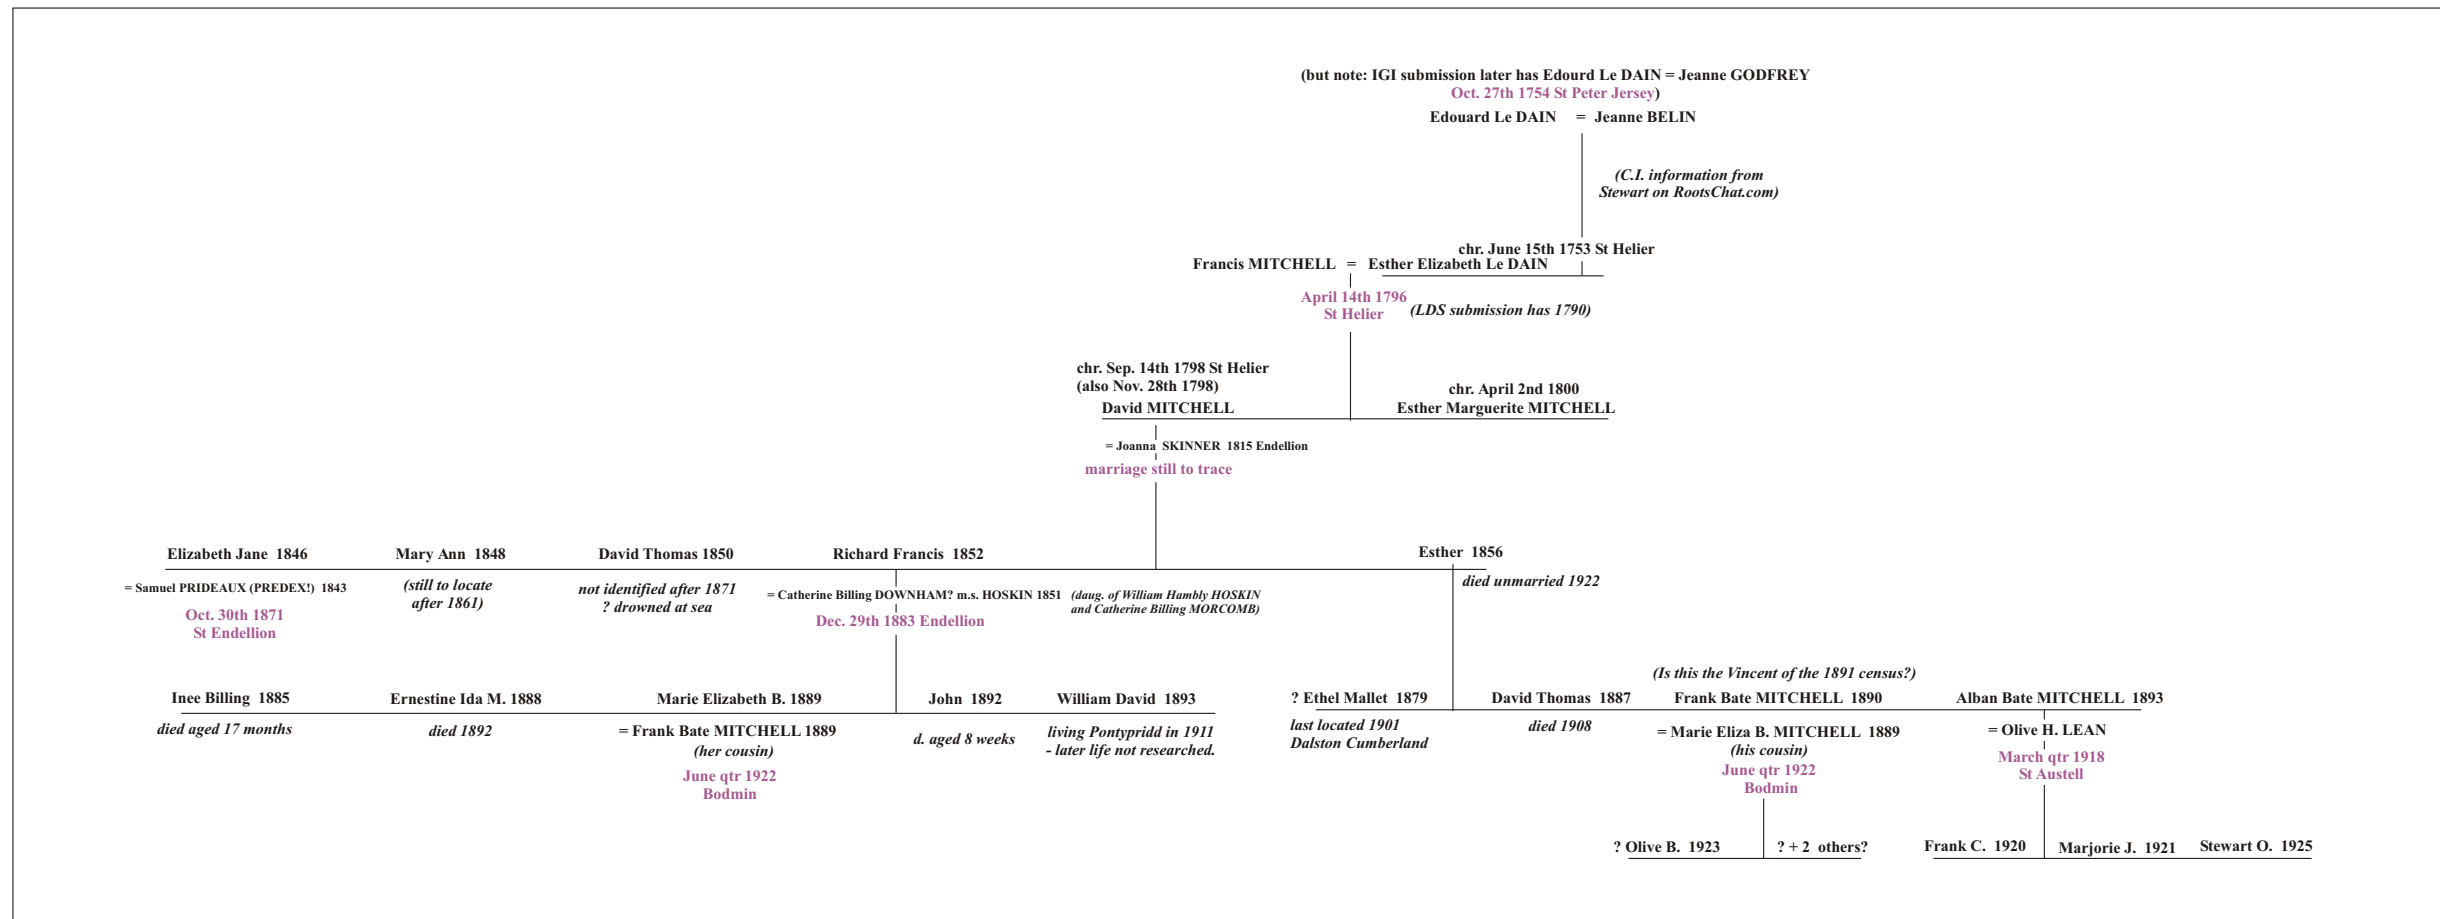 (but note: IGI submission later has Edourd Le DAIN = Jeanne GODFREY
Oct. 27th 1754 St Peter Jersey)
Edouard Le DAIN = Jeanne BELIN
(C.I. information from
Stewart on RootsChat.com)
chr. June 15th 1753 St Helier
Francis MITCHELL = Esther Elizabeth Le DAIN
April 14th 1796
St Helier
(LDS submission has 1790)
chr. Sep. 14th 1798 St Helier
(also Nov. 28th 1798)
David MITCHELL
chr. April 2nd 1800
Esther Marguerite MITCHELL
= Joanna SKINNER 1815 Endellion
marriage still to trace
Elizabeth Jane 1846
= Samuel PRIDEAUX (PREDEX!) 1843
Oct. 30th 1871
St Endellion
Mary Ann 1848
(still to locate
after 1861)
David Thomas 1850
not identified after 1871
? drowned at sea
Richard Francis 1852
= Catherine Billing DOWNHAM? m.s. HOSKIN 1851
(daug. of William Hambly HOSKIN
and Catherine Billing MORCOMB)
Dec. 29th 1883 Endellion
Esther 1856
died unmarried 1922
Inee Billing 1885
died aged 17 months
Ernestine Ida M. 1888
died 1892
Marie Elizabeth B. 1889
= Frank Bate MITCHELL 1889
(her cousin)
June qtr 1922
Bodmin
John 1892
d. aged 8 weeks
William David 1893
living Pontypridd in 1911
- later life not researched.
? Ethel Mallet 1879
last located 1901
Dalston Cumberland
David Thomas 1887
died 1908
(Is this the Vincent of the 1891 census?)
Frank Bate MITCHELL 1890
= Marie Eliza B. MITCHELL 1889
(his cousin)
June qtr 1922
Bodmin
Alban Bate MITCHELL 1893
= Olive H. LEAN
March qtr 1918
St Austell
? Olive B. 1923
? + 2 others?
Frank C. 1920
Marjorie J. 1921
Stewart O. 1925